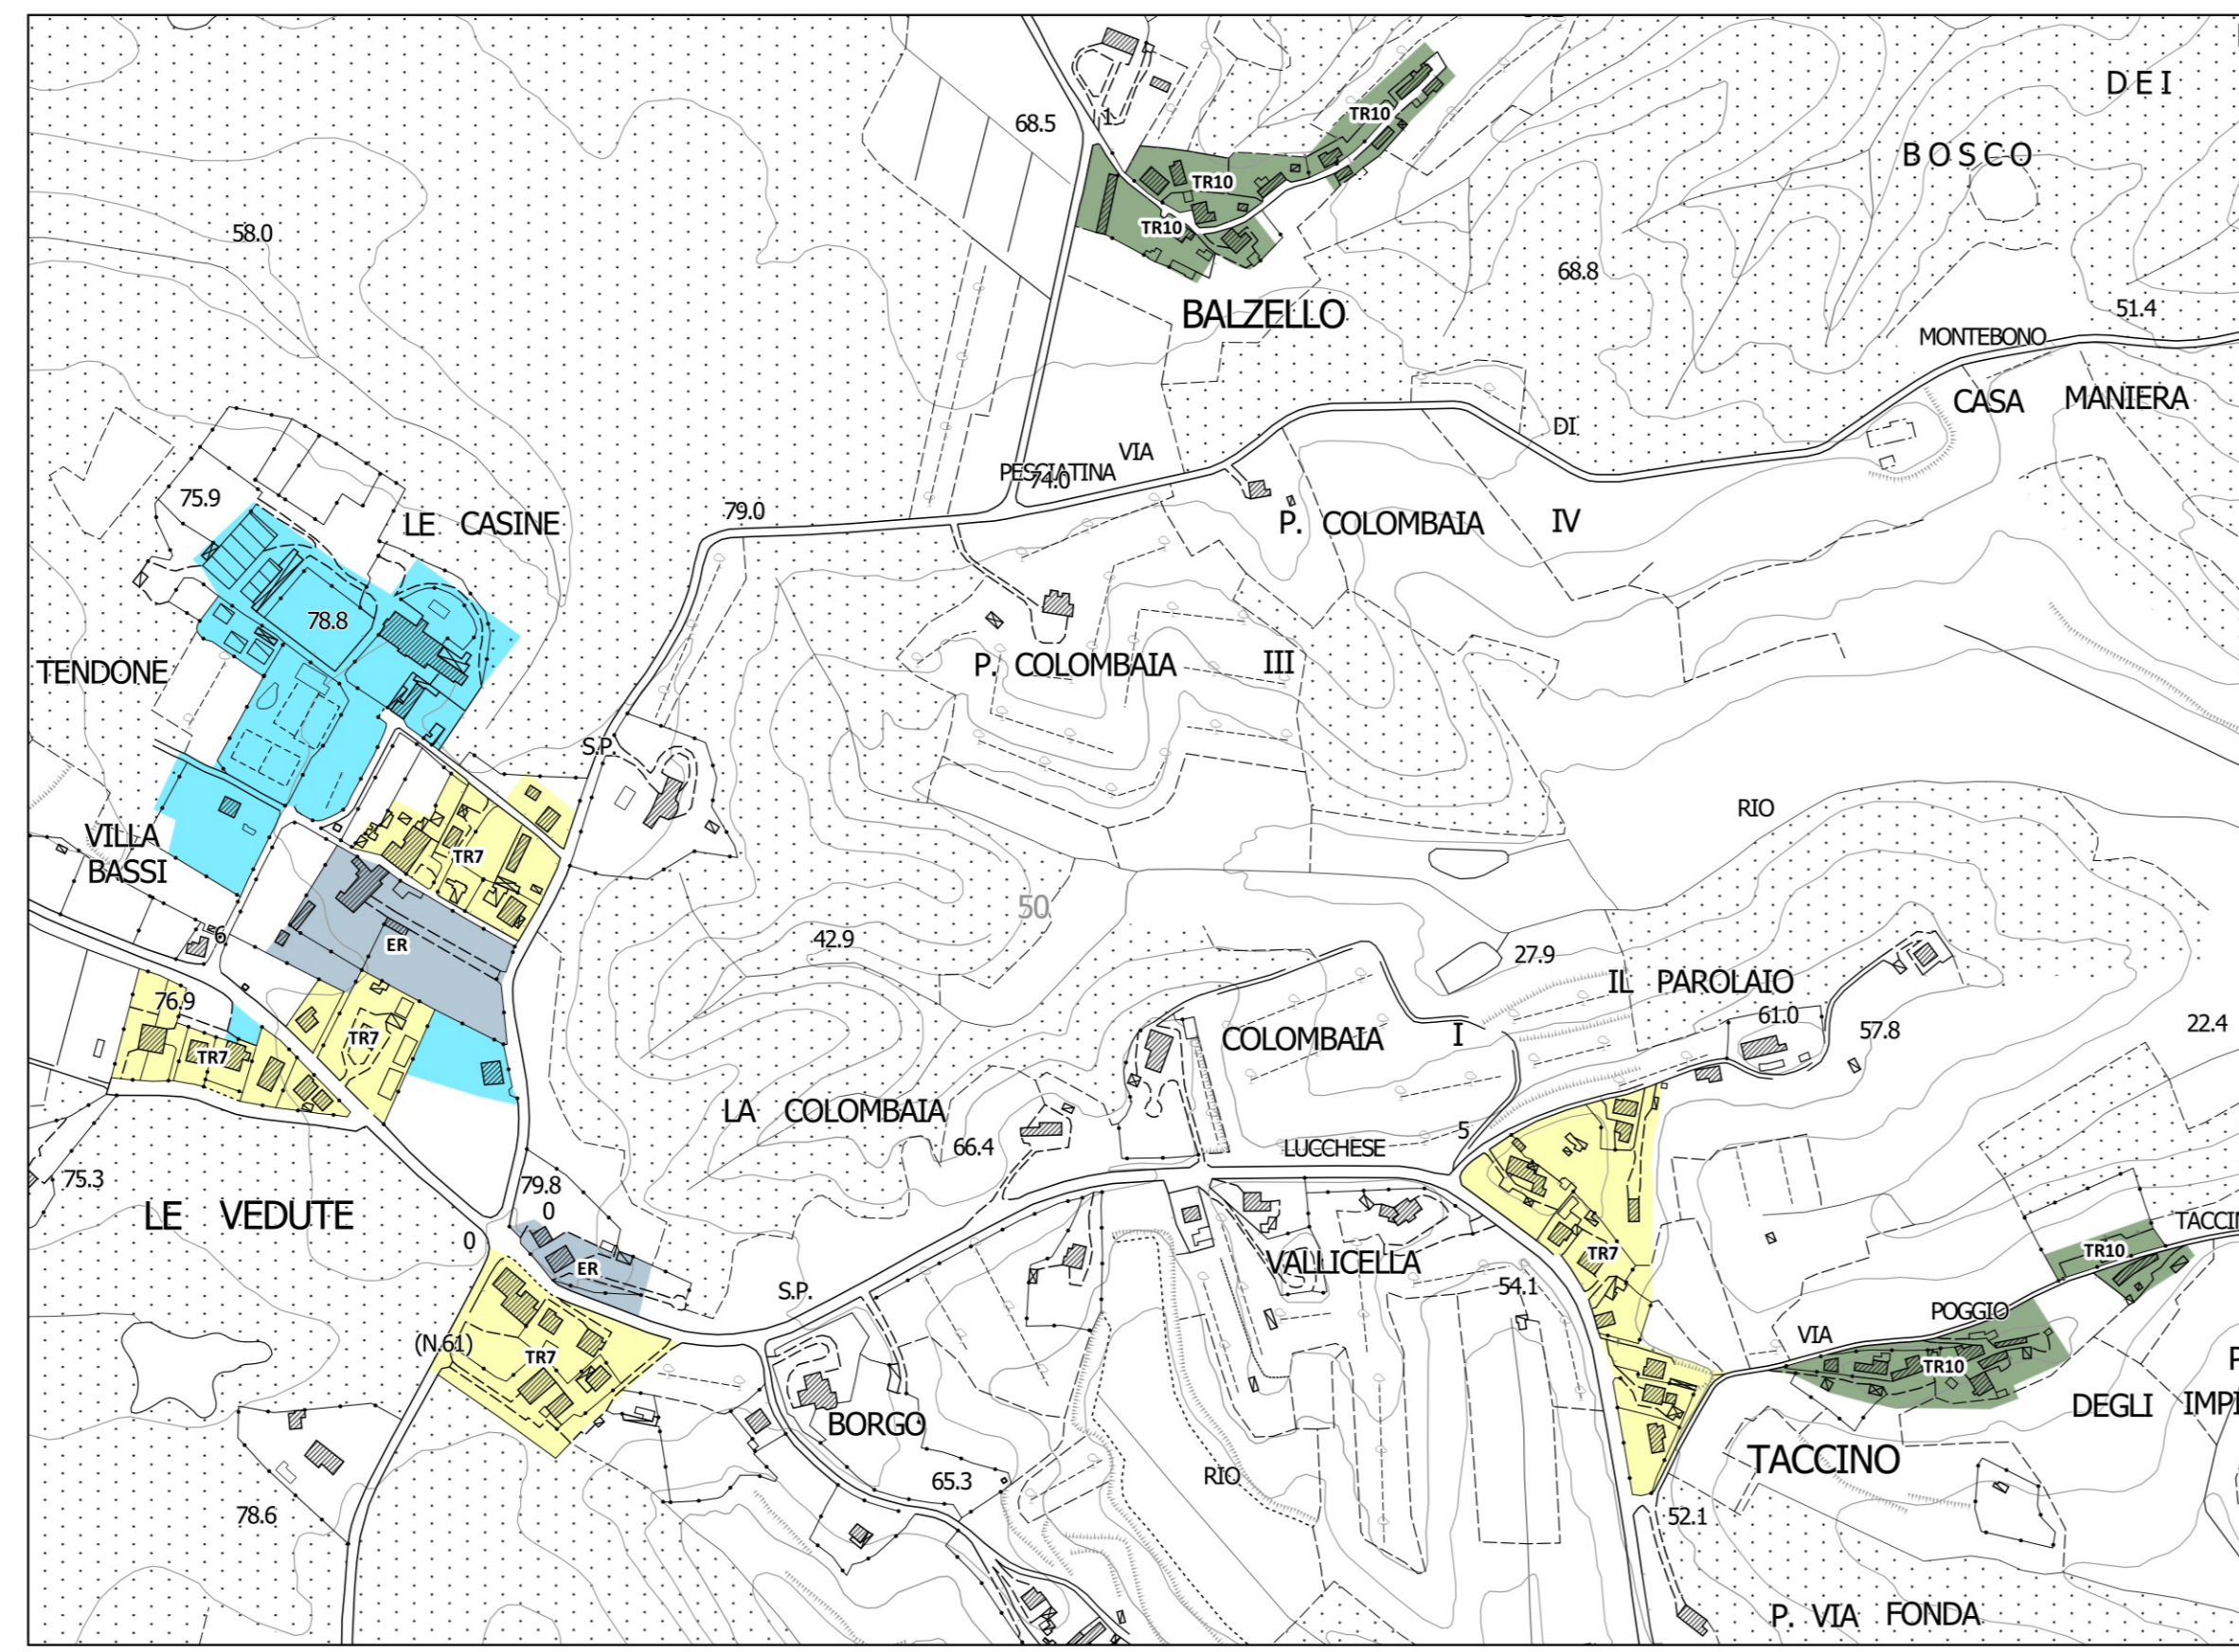 DEI
68.5
1
TR10
BOSCO
TR10
TR10
58.0
68.8
BALZELLO
51.4
MONTEBONO
CASA MANIERA
DI
VIA
PESCIATINA
74.0
75.9
79.0
LE CASINE
P. COLOMBAIA IV
78.8
P. COLOMBAIA III
TENDONE
S.P.
RIO
VILLA
BASSI
TR7
50
6
ER
42.9
27.9
IL PAROLAIO
76.9
61.0
57.8
22.4
TR7
TR7
COLOMBAIA I
LA COLOMBAIA
5
66.4
LUCCHESE
75.3
79.8
0
LE VEDUTE
0
ER
VALLICELLA
TR7
TR10
TACCI
54.1
S.P.
POGGIO
VIA
(N.61)
TR7
TR10
DEGLI IMP
BORGO
TACCINO
65.3
RIO
78.6
52.1
P. VIA FONDA